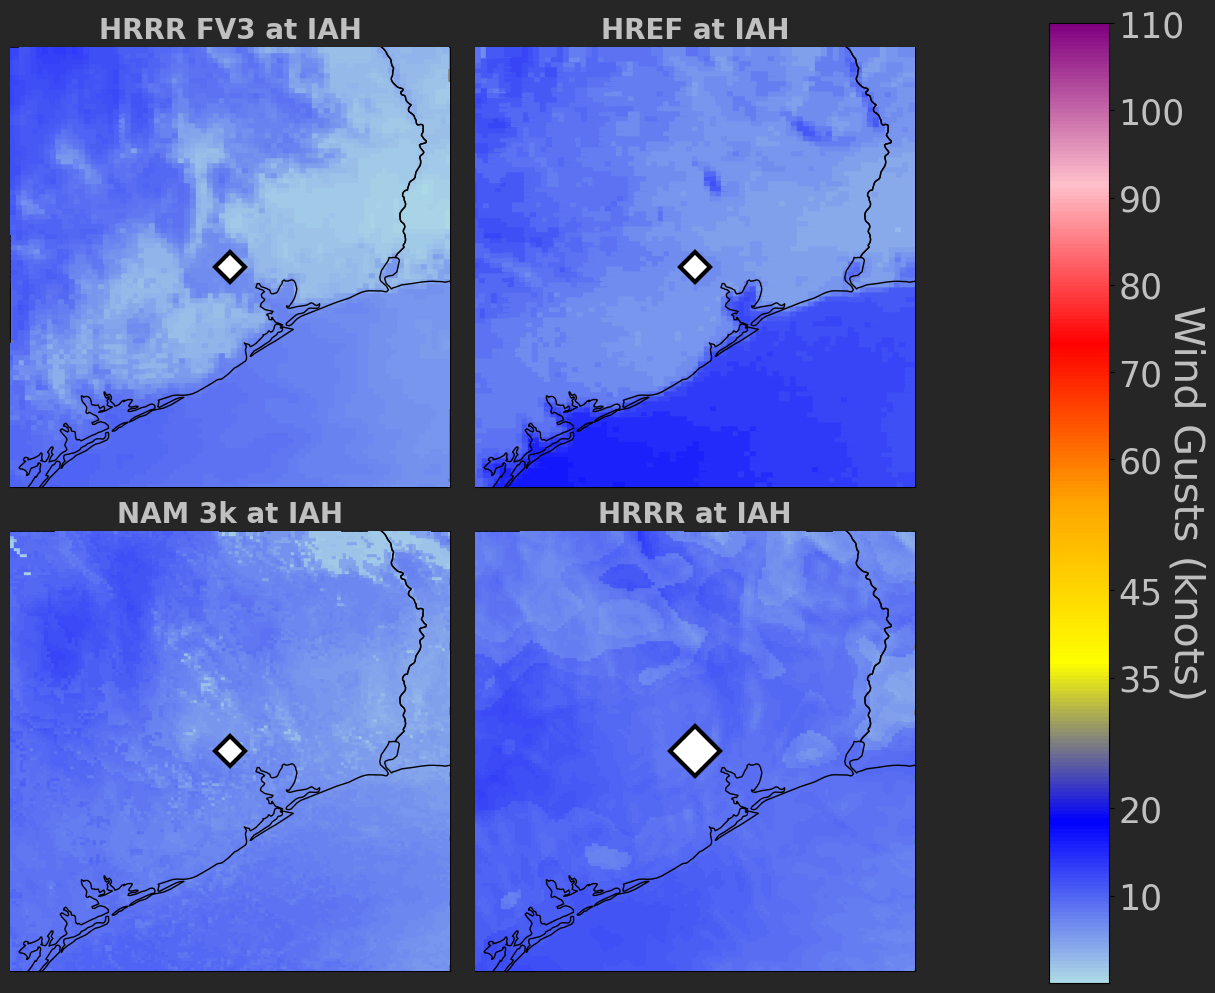 HRRR FV3 at IAH
HREF at IAH
NAM 3k at IAH
HRRR at IAH
110
100
90
80
70
60
45
35
20
10
Wind Gusts (knots)